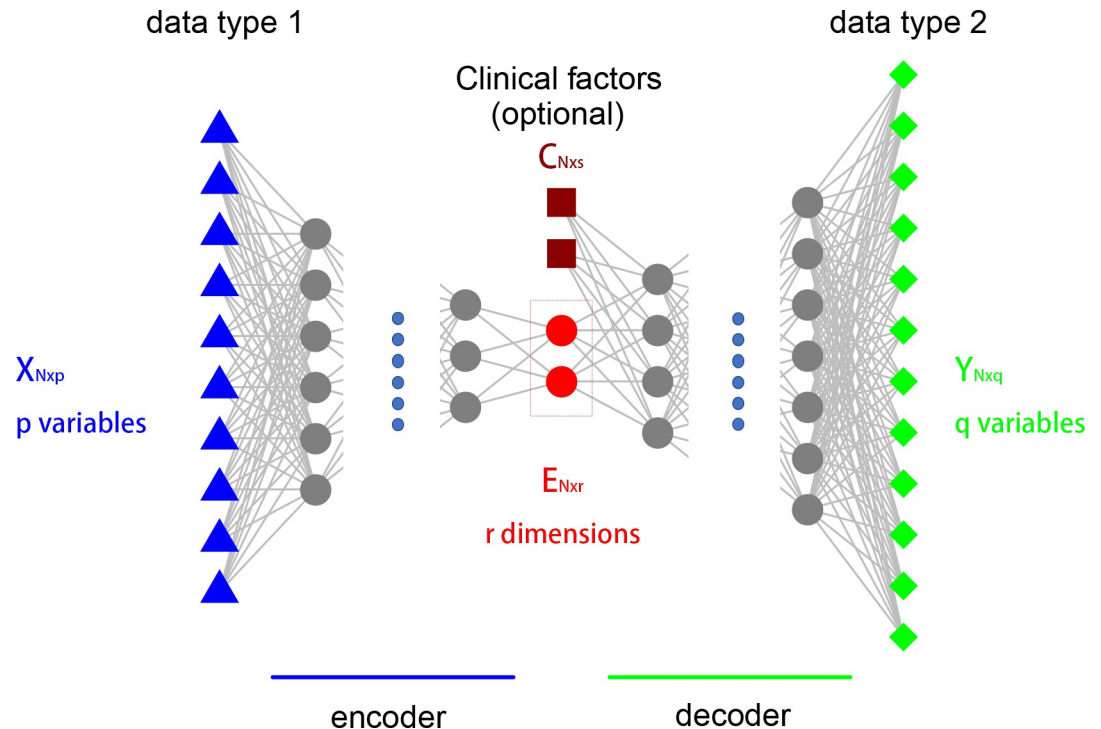 data type 1
data type 2
Clinical factors
(optional)
CNxs
XNxp
p variables
YNxq
q variables
ENxr
r dimensions
encoder
decoder